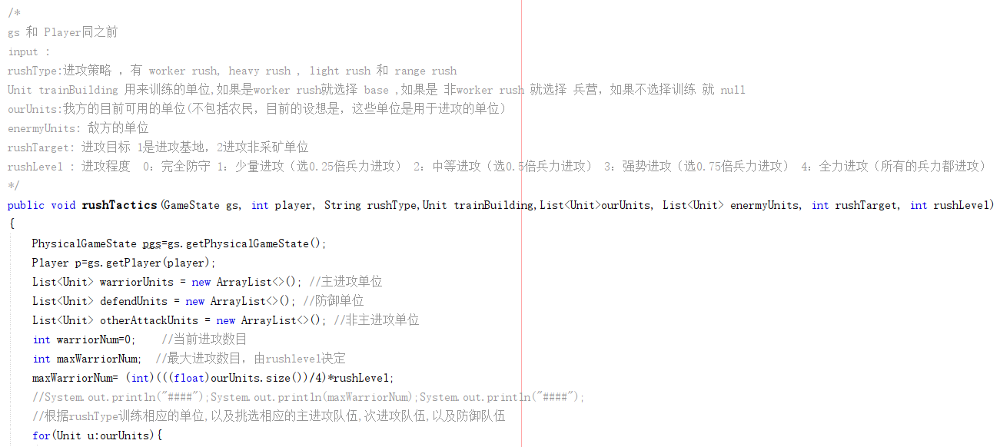 /*
gs 和 Player同之前
input :
rushType:进攻策略 ，有 worker rush, heavy rush , light rush 和 range rush
Unit trainBuilding 用来训练的单位,如果是worker rush就选择 base ,如果是 非worker rush 就选择 兵营，如果不选择训练 就 null
ourUnits:我方的目前可用的单位(不包括农民，目前的设想是，这些单位是用于进攻的单位)
enermyUnits: 敌方的单位
rushTarget: 进攻目标 1是进攻基地，2进攻非采矿单位
rushLevel : 进攻程度  0：完全防守 1：少量进攻（选0.25倍兵力进攻） 2：中等进攻（选0.5倍兵力进攻） 3：强势进攻（选0.75倍兵力进攻） 4：全力进攻（所有的兵力都进攻）
*/
public void rushTactics(GameState gs, int player, String rushType,Unit trainBuilding,List<Unit>ourUnits, List<Unit> enermyUnits, int rushTarget, int rushLevel)
{
    PhysicalGameState pgs=gs.getPhysicalGameState();
    Player p=gs.getPlayer(player);
    List<Unit> warriorUnits = new ArrayList<>(); //主进攻单位
    List<Unit> defendUnits = new ArrayList<>(); //防御单位
    List<Unit> otherAttackUnits = new ArrayList<>(); //非主进攻单位
    int warriorNum=0;    //当前进攻数目
    int maxWarriorNum;  //最大进攻数目，由rushlevel决定
    maxWarriorNum= (int)(((float)ourUnits.size())/4)*rushLevel;
    //System.out.println("####");System.out.println(maxWarriorNum);System.out.println("####");
    //根据rushType训练相应的单位,以及挑选相应的主进攻队伍,次进攻队伍,以及防御队伍
    for(Unit u:ourUnits){